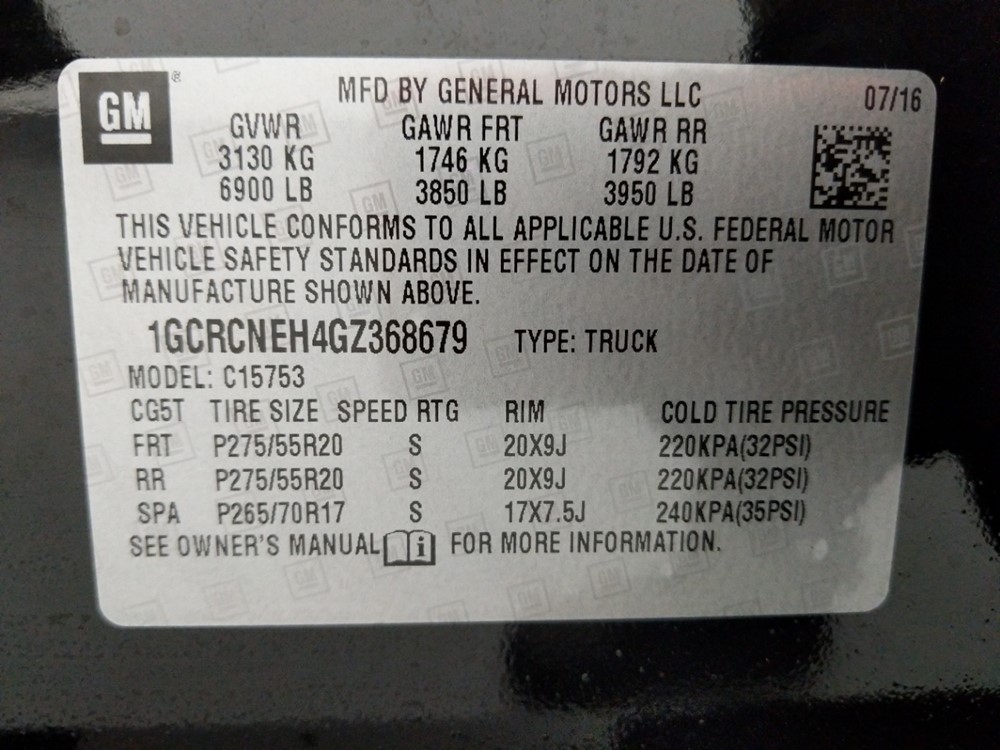 GM ®
MFD BY GENERAL MOTORS LLC 07/16
GVWR GAWR FRT GAWR RR
3130 KG 1746 KG 1792 KG
6900 LB 3850 LB 3950 LB
THIS VEHICLE CONFORMS TO ALL APPLICABLE U.S. FEDERAL MOTOR
VEHICLE SAFETY STANDARDS IN EFFECT ON THE DATE OF
MANUFACTURE SHOWN ABOVE.
1GCRCNEH4GZ368679 TYPE: TRUCK
MODEL: C15753
CG5T TIRE SIZE SPEED RTG RIM COLD TIRE PRESSURE
FRT P275/55R20 S 20X9J 220KPA(32PSI)
RR P275/55R20 S 20X9J 220KPA(32PSI)
SPA P265/70R17 S 17X7.5J 240KPA(35PSI)
SEE OWNER'S MANUAL i FOR MORE INFORMATION.